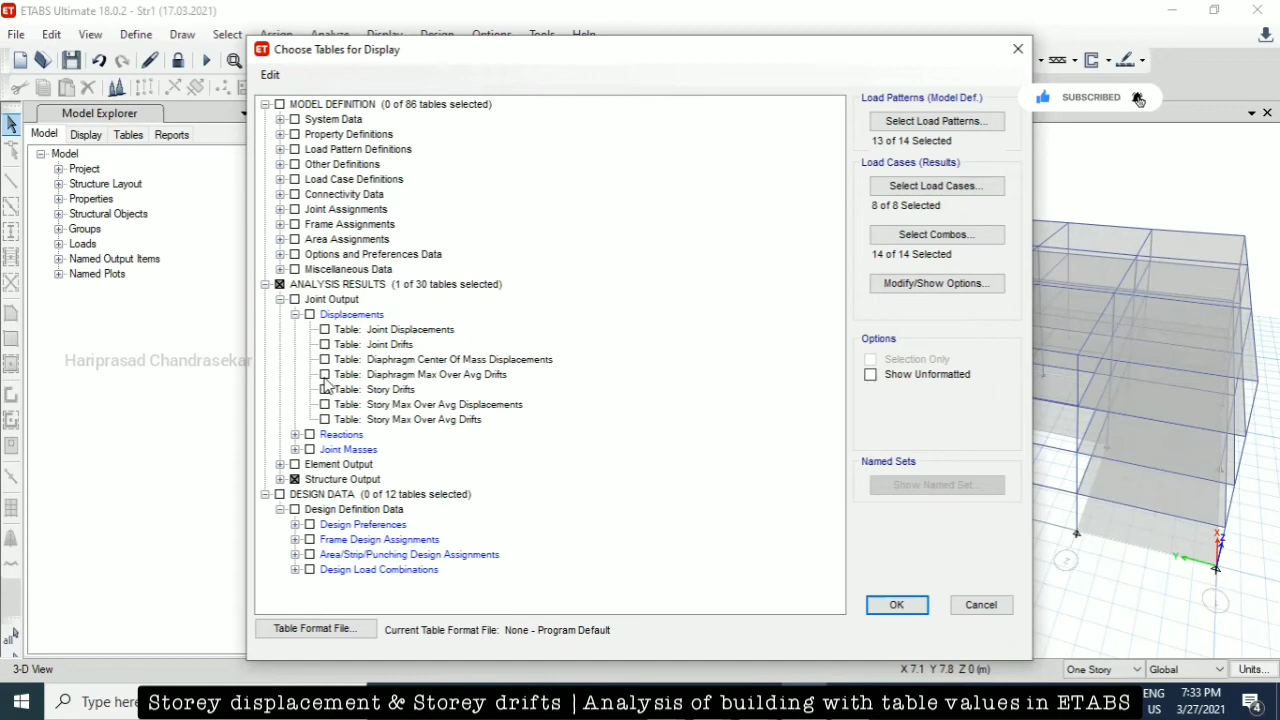 ETABS Ultimate 18.0.2 - Str1 (17.03.2021)
File Edit View Define Draw Select Assign Analyze Display Design Options Tools Help
Choose Tables for Display
Edit
Model Explorer
Model Display Tables Reports
Model
Project
Structure Layout
Properties
Structural Objects
Groups
Loads
Named Output Items
Named Plots
Hariprasad Chandrasekar
MODEL DEFINITION (0 of 86 tables selected)
System Data
Property Definitions
Load Pattern Definitions
Other Definitions
Load Case Definitions
Connectivity Data
Joint Assignments
Frame Assignments
Area Assignments
Options and Preferences Data
Miscellaneous Data
ANALYSIS RESULTS (1 of 30 tables selected)
Joint Output
Displacements
Table: Joint Displacements
Table: Joint Drifts
Table: Diaphragm Center Of Mass Displacements
Table: Diaphragm Max Over Avg Drifts
Table: Story Drifts
Table: Story Max Over Avg Displacements
Table: Story Max Over Avg Drifts
Reactions
Joint Masses
Element Output
Structure Output
DESIGN DATA (0 of 12 tables selected)
Design Definition Data
Design Preferences
Frame Design Assignments
Area/Strip/Punching Design Assignments
Design Load Combinations
Load Patterns (Model Def.)
Select Load Patterns...
13 of 14 Selected
Load Cases (Results)
Select Load Cases...
8 of 8 Selected
Select Combos...
14 of 14 Selected
Modify/Show Options...
Options
Selection Only
Show Unformatted
Named Sets
Show Named Set...
OK Cancel
Table Format File... Current Table Format File: None - Program Default
SUBSCRIBED
X
Z
Y
3-D View X 7.1 Y 7.8 Z 0 (m) One Story Global Units...
Type here
Storey displacement & Storey drifts | Analysis of building with table values in ETABS
ENG
US
7:33 PM
3/27/2021
4